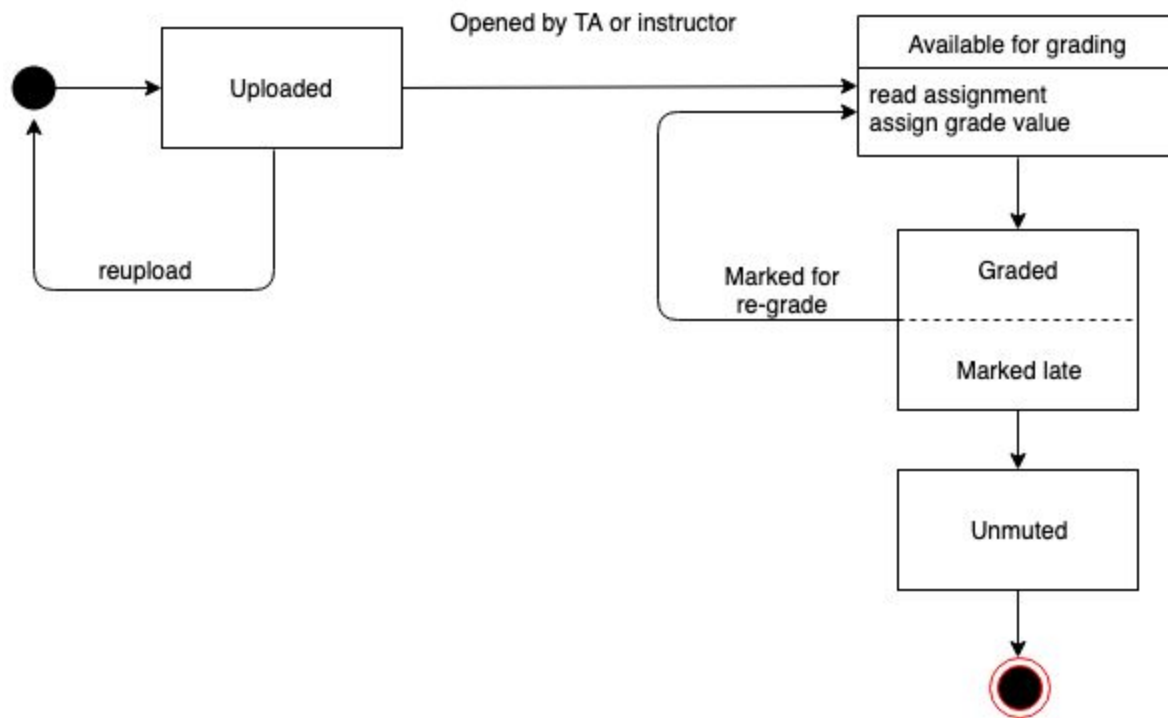 Opened by TA or instructor
Uploaded
Available for grading
read assignment
assign grade value
reupload
Marked for
re-grade
Graded
Marked late
Unmuted